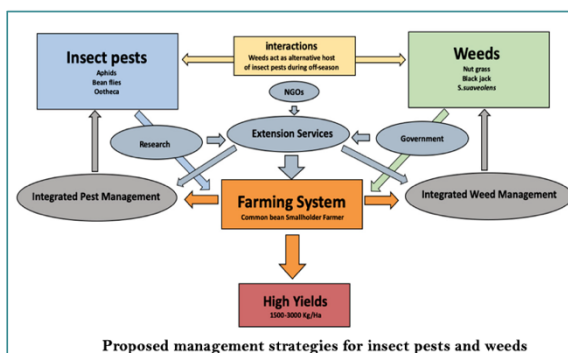 Insect pests
Aphids
Bean flies
Ootheca
interactions
Weeds act as alternative host
of insect pests during off-season
Weeds
Nut grass
Black jack
S.suaveolens
NGOs
Research
Extension Services
Government
Integrated Pest Management
Farming System
Common bean Smallholder Farmer
Integrated Weed Management
High Yields
1500-3000 Kg/Ha
Proposed management strategies for insect pests and weeds